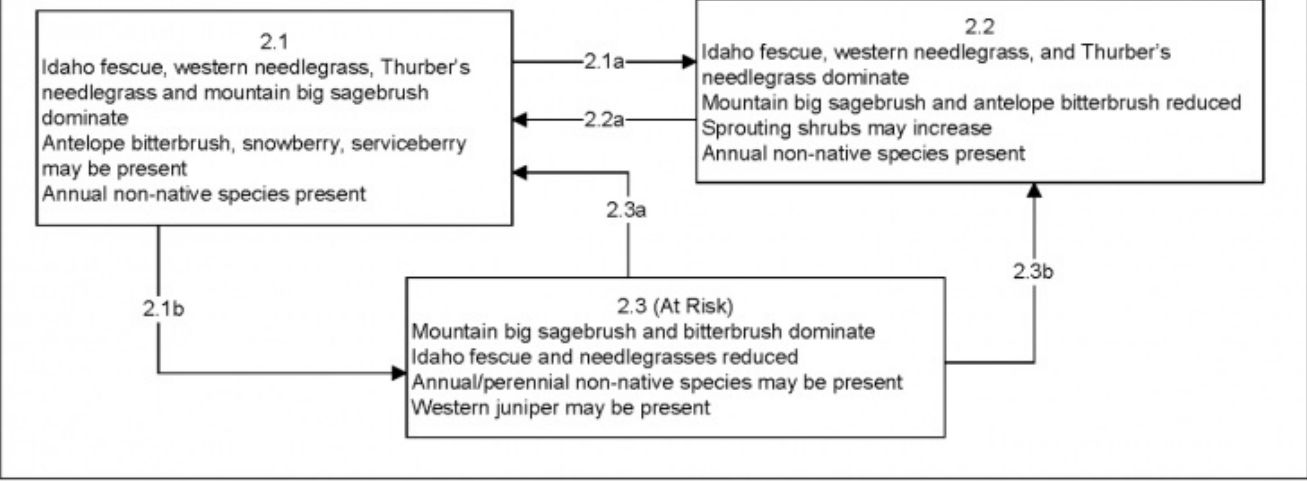 2.1
Idaho fescue, western needlegrass, Thurber's
needlegrass and mountain big sagebrush
dominate
Antelope bitterbrush, snowberry, serviceberry
may be present
Annual non-native species present
2.1a
2.2a
2.2
Idaho fescue, western needlegrass, and Thurber's
needlegrass dominate
Mountain big sagebrush and antelope bitterbrush reduced
Sprouting shrubs may increase
Annual non-native species present
2.3a
2.1b
2.3b
2.3 (At Risk)
Mountain big sagebrush and bitterbrush dominate
Idaho fescue and needlegrasses reduced
Annual/perennial non-native species may be present
Western juniper may be present